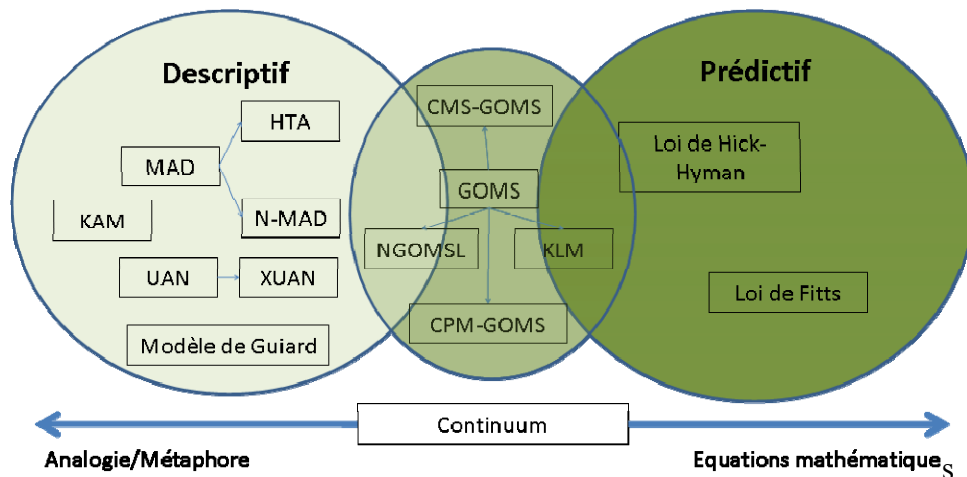 Descriptif
Prédictif
CMS-GOMS
HTA
Loi de Hick-
Hyman
MAD
GOMS
KAM
N-MAD
NGOMSL
KLM
UAN
XUAN
Loi de Fitts
CPM-GOMS
Modèle de Guiard
Continuum
Analogie/Métaphore
Equations mathématiques